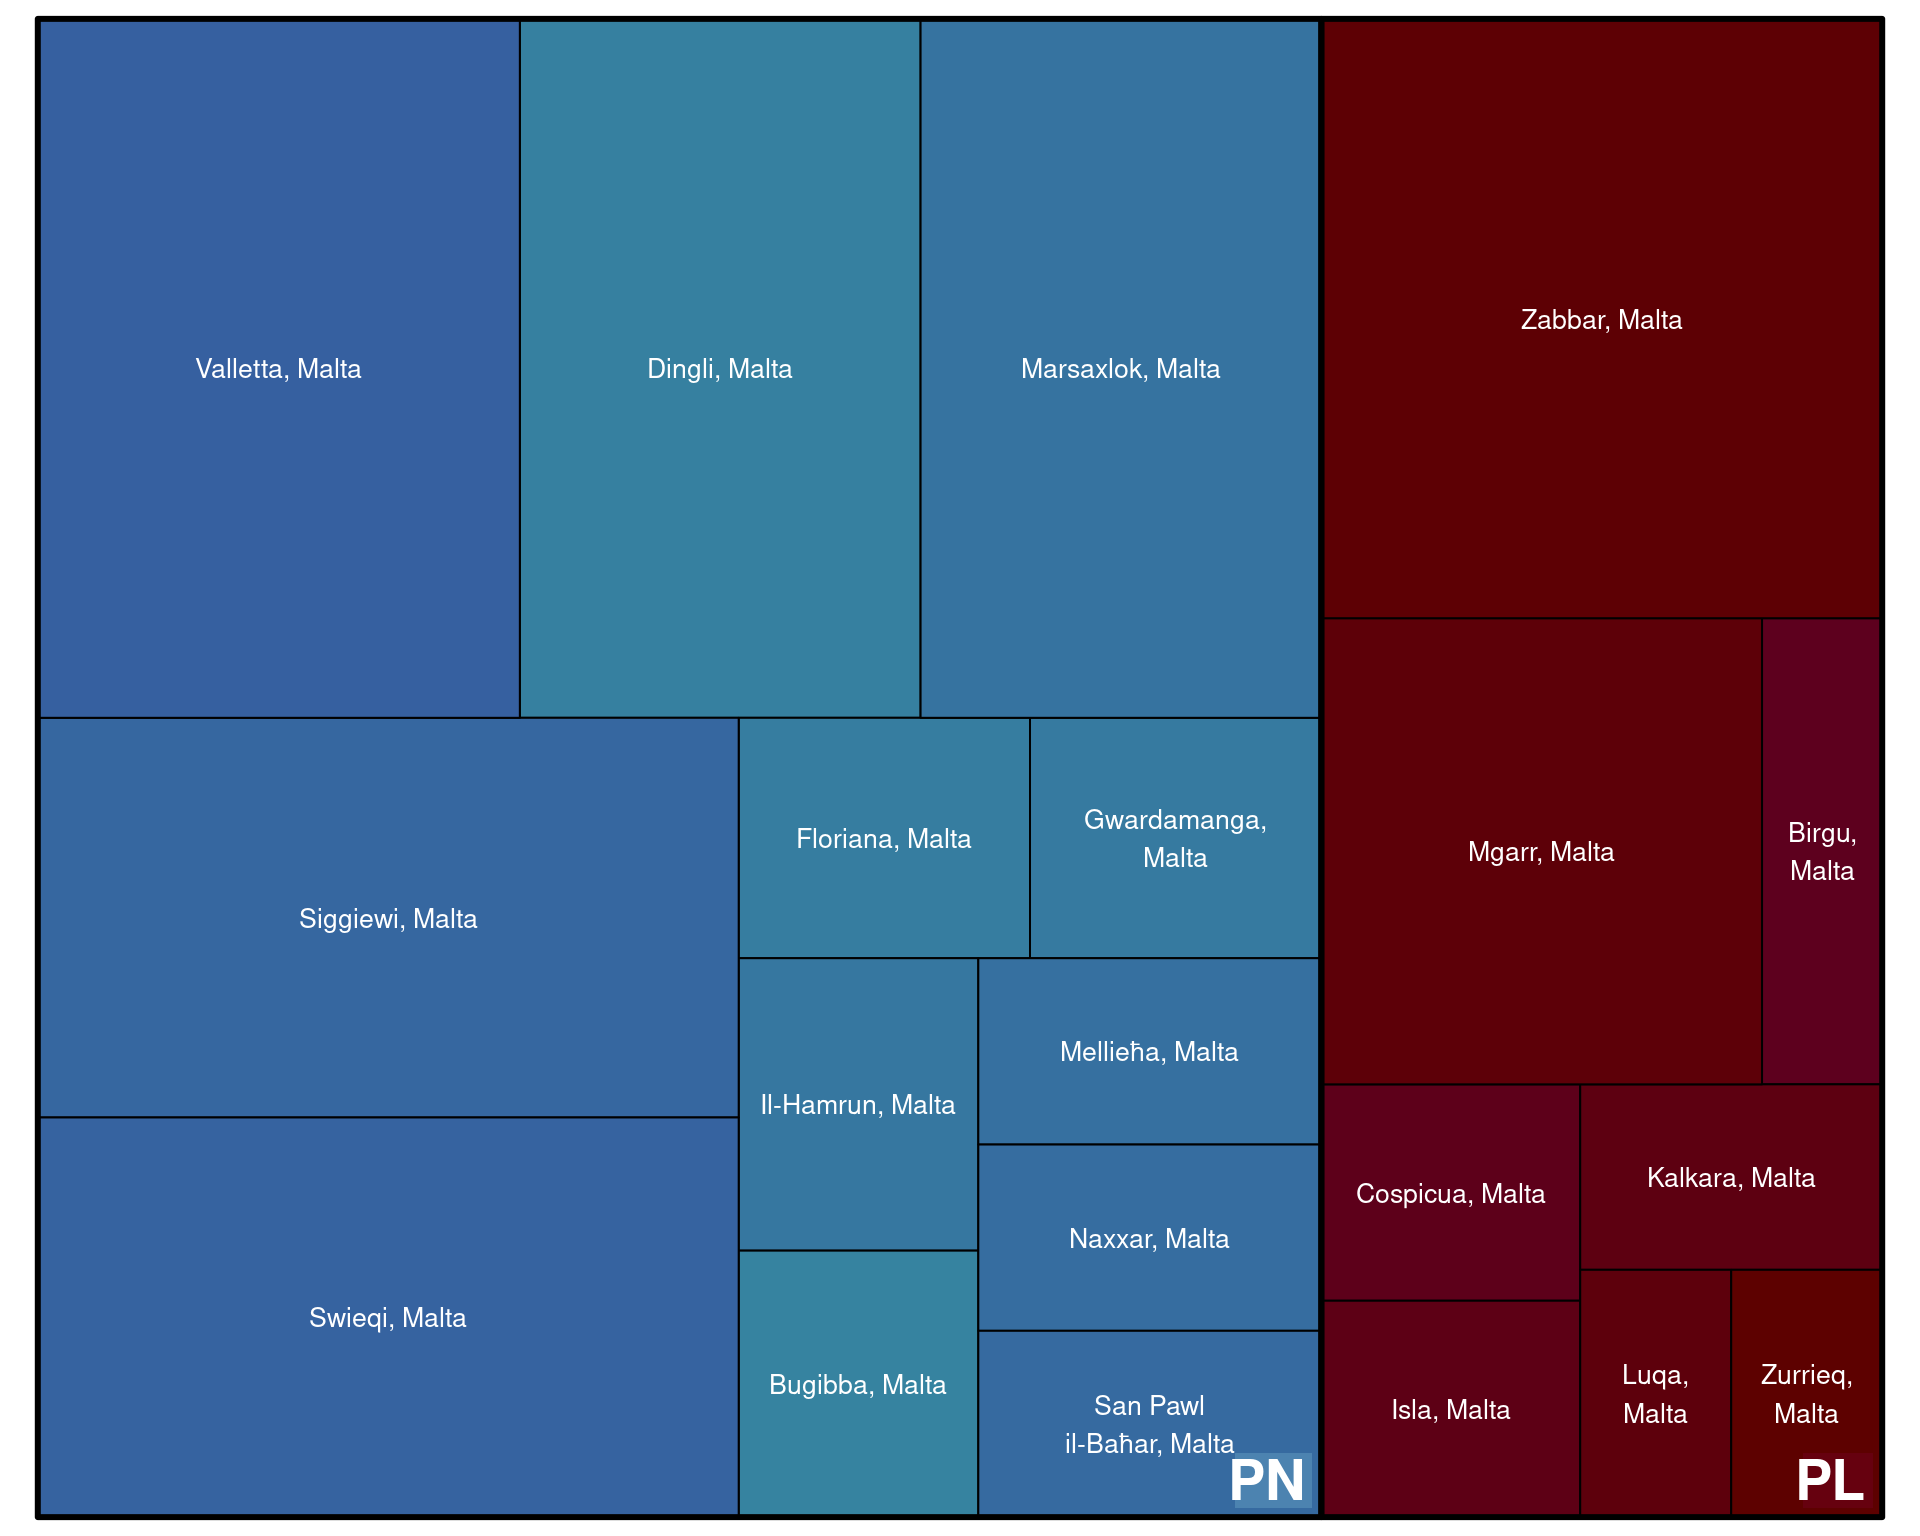 Valletta, Malta
Dingli, Malta
Marsaxlok, Malta
Zabbar, Malta
Siggiewi, Malta
Floriana, Malta
Gwardamanga,
Malta
Mgarr, Malta
Birgu,
Malta
Il-Hamrun, Malta
Mellieħa, Malta
Naxxar, Malta
Cospicua, Malta
Kalkara, Malta
Swieqi, Malta
Bugibba, Malta
San Pawl
il-Baħar, Malta
PN
Isla, Malta
Luqa,
Malta
Zurrieq,
Malta
PL